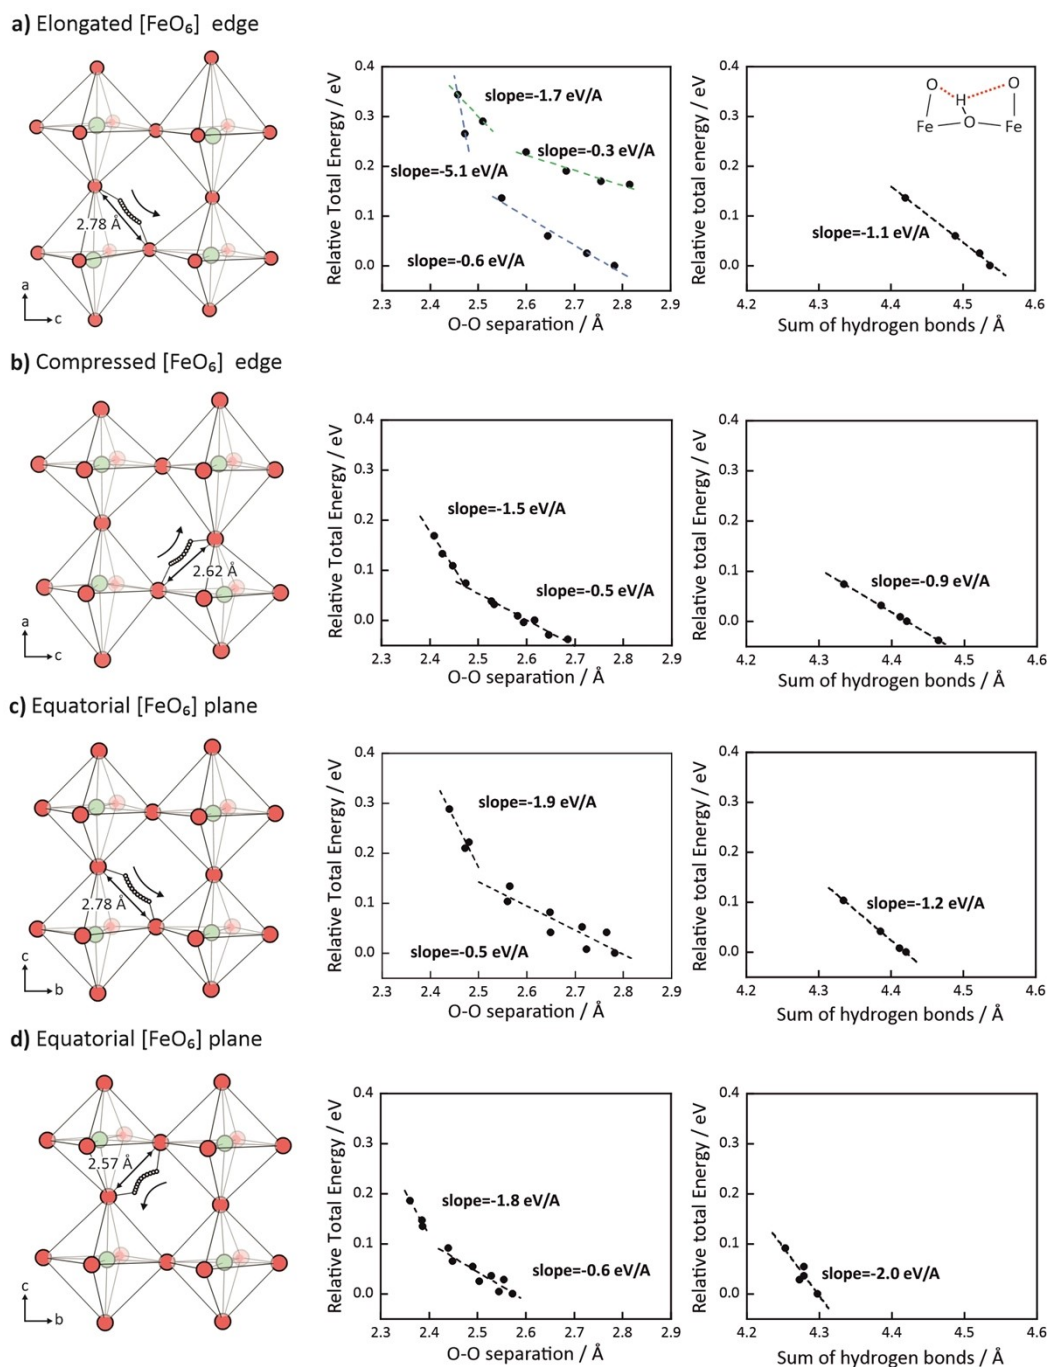 a) Elongated [FeO₆] edge
2.78 Å
a
c
Relative Total Energy / eV
0.4
0.3
0.2
0.1
0.0
slope=-1.7 eV/A
slope=-0.3 eV/A
slope=-5.1 eV/A
slope=-0.6 eV/A
2.3 2.4 2.5 2.6 2.7 2.8 2.9
O-O separation / Å
Relative total energy / eV
0.4
0.3
0.2
0.1
0.0
O O
H
Fe O Fe
slope=-1.1 eV/A
4.2 4.3 4.4 4.5 4.6
Sum of hydrogen bonds / Å
b) Compressed [FeO₆] edge
2.62 Å
a
c
Relative Total Energy / eV
0.4
0.3
0.2
0.1
0.0
slope=-1.5 eV/A
slope=-0.5 eV/A
2.3 2.4 2.5 2.6 2.7 2.8 2.9
O-O separation / Å
Relative total Energy / eV
0.4
0.3
0.2
0.1
0.0
slope=-0.9 eV/A
4.2 4.3 4.4 4.5 4.6
Sum of hydrogen bonds / Å
c) Equatorial [FeO₆] plane
2.78 Å
c
b
Relative Total Energy / eV
0.4
0.3
0.2
0.1
0.0
slope=-1.9 eV/A
slope=-0.5 eV/A
2.3 2.4 2.5 2.6 2.7 2.8 2.9
O-O separation / Å
Relative total Energy / eV
0.4
0.3
0.2
0.1
0.0
slope=-1.2 eV/A
4.2 4.3 4.4 4.5 4.6
Sum of hydrogen bonds / Å
d) Equatorial [FeO₆] plane
2.57 Å
c
b
Relative Total Energy / eV
0.4
0.3
0.2
0.1
0.0
slope=-1.8 eV/A
slope=-0.6 eV/A
2.3 2.4 2.5 2.6 2.7 2.8 2.9
O-O separation / Å
Relative total Energy / eV
0.4
0.3
0.2
0.1
0.0
slope=-2.0 eV/A
4.2 4.3 4.4 4.5 4.6
Sum of hydrogen bonds / Å